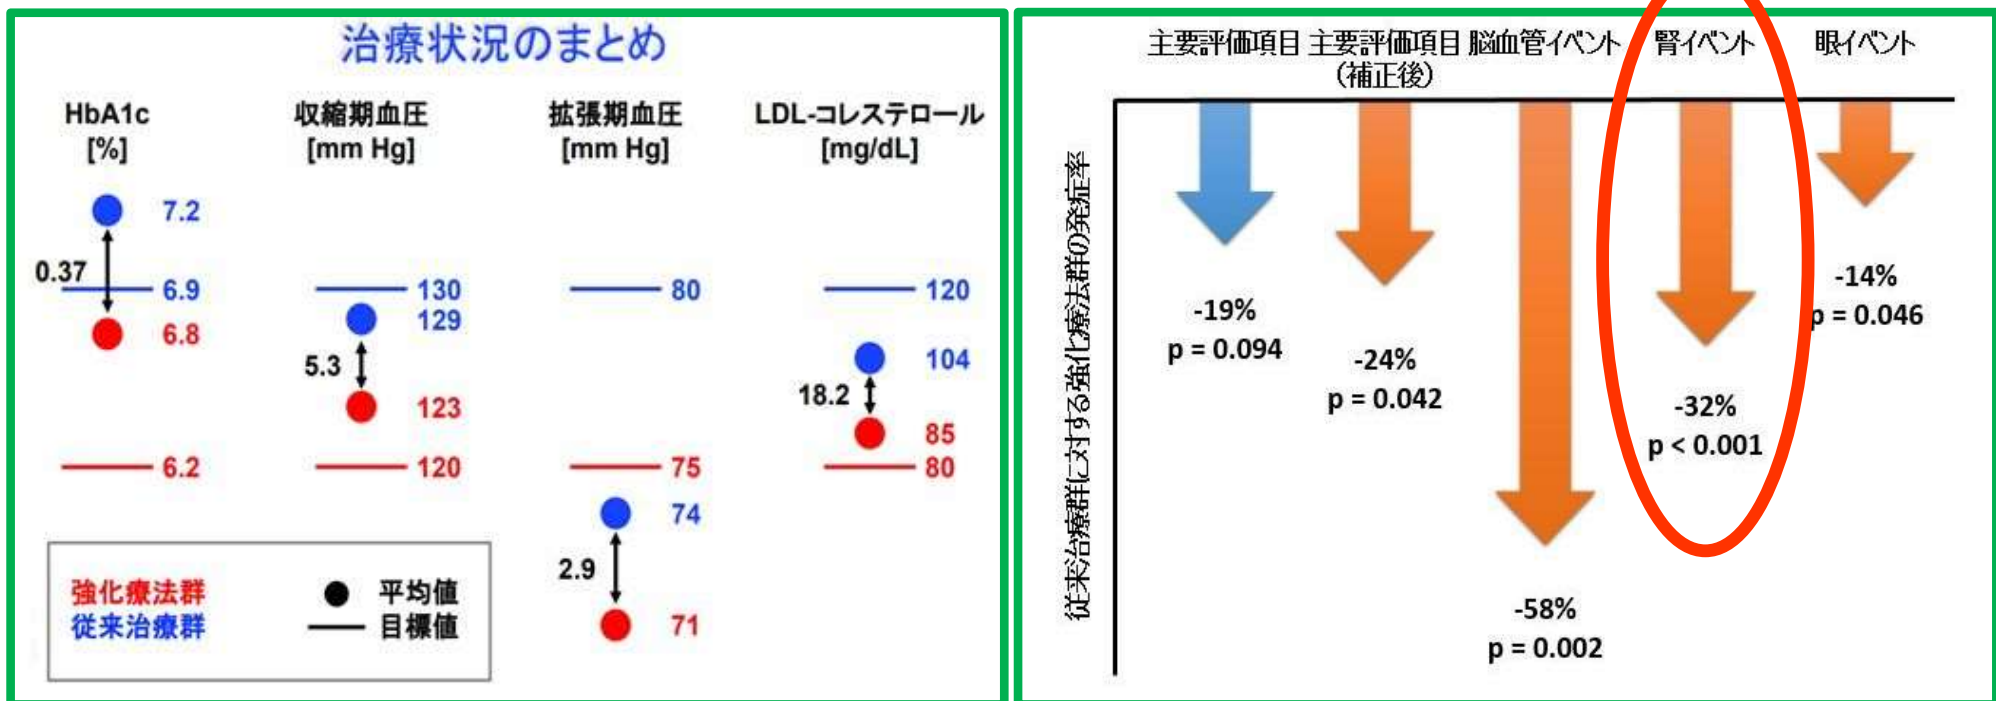 治療状況のまとめ
HbA1c
[%]
収縮期血圧
[mm Hg]
拡張期血圧
[mm Hg]
LDL-コレステロール
[mg/dL]
7.2
0.37
6.9
6.8
6.2
130
129
5.3
123
120
80
75
74
2.9
71
120
104
18.2
85
80
強化療法群
従来治療群
平均値
目標値
主要評価項目
主要評価項目
(補正後)
脳血管イベント
腎イベント
眼イベント
従来治療群に対する強化療法群の発症率
-19%
p = 0.094
-24%
p = 0.042
-58%
p = 0.002
-32%
p < 0.001
-14%
p = 0.046